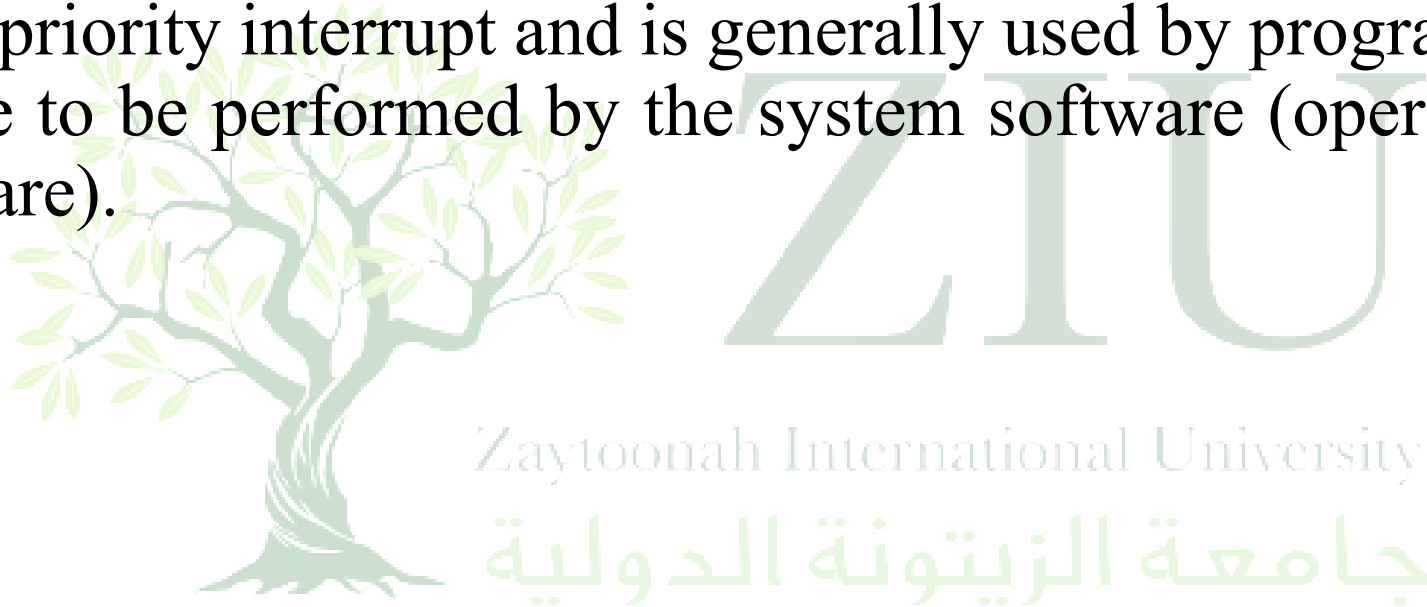 priority interrupt and is generally used by progra
e to be performed by the system software (oper
are).
ZIU
Zaytoonah International University
جامعة الزيتونة الدولية